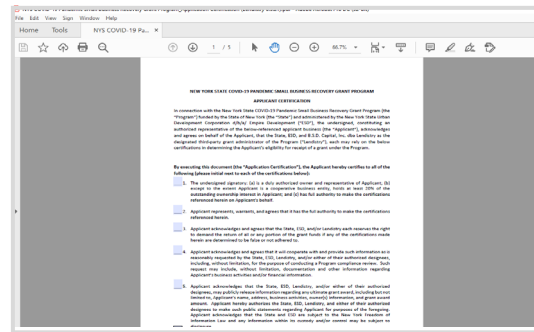 File Edit View Sign Window Help
Home Tools NYS COVID-19 Pa... ×
1 / 1 66.7%
NEW YORK STATE COVID-19 PANDEMIC SMALL BUSINESS RECOVERY GRANT PROGRAM
APPLICANT CERTIFICATION
In connection with the New York State COVID-19 Pandemic Small Business Recovery Grant Program (the
"Program") funded by the State of New York (the "State") and administered by the New York State Urban
Development Corporation d/b/a/ Empire Development ("ESD"), the undersigned, constituting an
authorized representative of the below-referenced applicant business (the "Applicant"), acknowledges
and agrees on behalf of the Applicant, that the State, ESD, and B.S.D. Capital, Inc. dba Lendistry as the
designated third-party grant administrator of the Program ("Lendistry"), each may rely on the below
certifications in determining the Applicant's eligibility for receipt of a grant under the Program.
By executing this document (the "Application Certification"), the Applicant hereby certifies to all of the
following (please initial next to each of the certifications below):
1. The undersigned signatory: (a) is a duly authorized owner and representative of Applicant; (b)
except to the extent Applicant is a cooperative business entity, holds at least 20% of the
outstanding ownership interest in Applicant; and (c) has full authority to make the certifications
referenced herein on Applicant's behalf.
2. Applicant represents, warrants, and agrees that it has the full authority to make the certifications
referenced herein.
3. Applicant acknowledges and agrees that the State, ESD, and/or Lendistry each reserves the right
to demand the return of all or any portion of the grant funds if any of the certifications made
herein are determined to be false or not adhered to.
4. Applicant acknowledges and agrees that it will cooperate with and provide such information as is
reasonably requested by the State, ESD, Lendistry, and/or either of their authorized designees,
including, without limitation, for the purpose of conducting a Program compliance review. Such
request may include, without limitation, documentation and other information regarding
Applicant's business activities and/or financial information.
5. Applicant acknowledges and agrees that the State, ESD, Lendistry, and/or either of their authorized
designees, may publicly release information regarding any ultimate grant award, including but not
limited to, Applicant's name, address, business activities, owner(s) information, and grant award
amount. Applicant hereby authorizes the State, ESD, Lendistry, and either of their authorized
designees to make such public statements regarding Applicant for purposes of the foregoing.
Applicant acknowledges that the State and ESD are subject to the New York Freedom of
Information Law and any information within its custody and/or control may be subject to